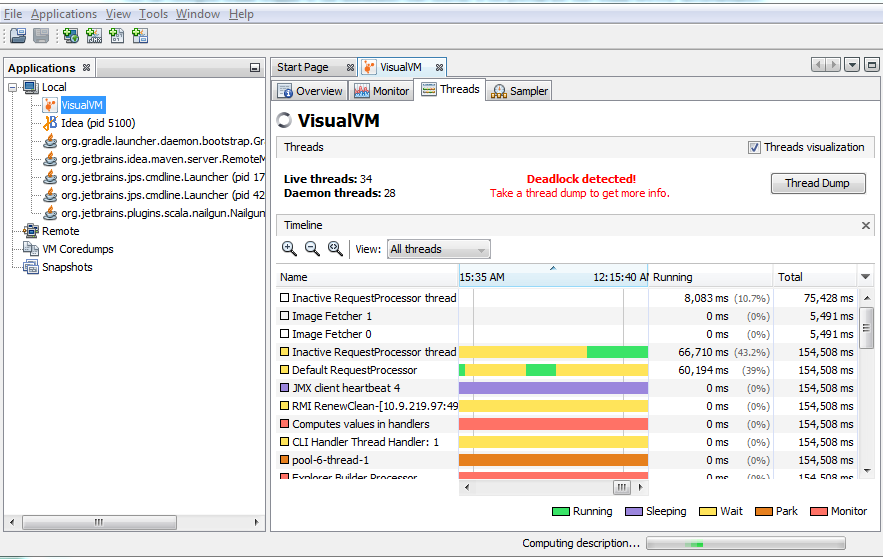 File Applications View Tools Window Help
Applications
Start Page
VisualVM
Local
VisualVM
Idea (pid 5100)
org.gradle.launcher.daemon.bootstrap.Gr
org.jetbrains.idea.maven.server.RemoteM
org.jetbrains.jps.cmdline.Launcher (pid 17
org.jetbrains.jps.cmdline.Launcher (pid 42
org.jetbrains.plugins.scala.nailgun.Nailgun
Remote
VM Coredumps
Snapshots
Overview Monitor Threads Sampler
VisualVM
Threads Threads visualization
Live threads: 34
Daemon threads: 28
Deadlock detected!
Take a thread dump to get more info.
Thread Dump
Timeline
View: All threads
Name 15:35 AM 12:15:40 AM Running Total
Inactive RequestProcessor thread 8,083 ms (10.7%) 75,428 ms
Image Fetcher 1 0 ms (0%) 5,491 ms
Image Fetcher 0 0 ms (0%) 5,491 ms
Inactive RequestProcessor thread 66,710 ms (43.2%) 154,508 ms
Default RequestProcessor 60,194 ms (39%) 154,508 ms
JMX client heartbeat 4 0 ms (0%) 154,508 ms
RMI RenewClean-[10.9.219.97:49 0 ms (0%) 154,508 ms
Computes values in handlers 0 ms (0%) 154,508 ms
CLI Handler Thread Handler: 1 0 ms (0%) 154,508 ms
pool-6-thread-1 0 ms (0%) 154,508 ms
Explorer Builder Processor 0 ms (0%) 154,508 ms
Running Sleeping Wait Park Monitor
Computing description...